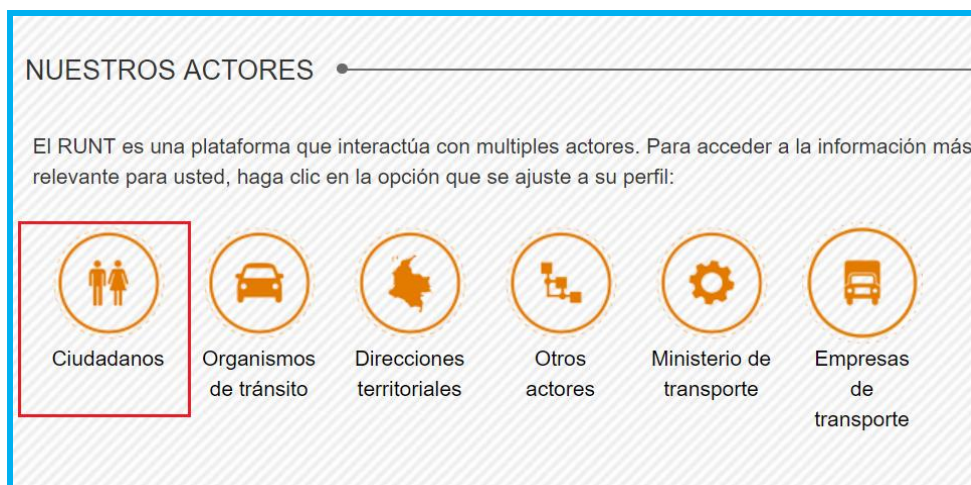 NUESTROS ACTORES
El RUNT es una plataforma que interactúa con multiples actores. Para acceder a la información más
relevante para usted, haga clic en la opción que se ajuste a su perfil:
Ciudadanos
Organismos
de tránsito
Direcciones
territoriales
Otros
actores
Ministerio de
transporte
Empresas
de
transporte